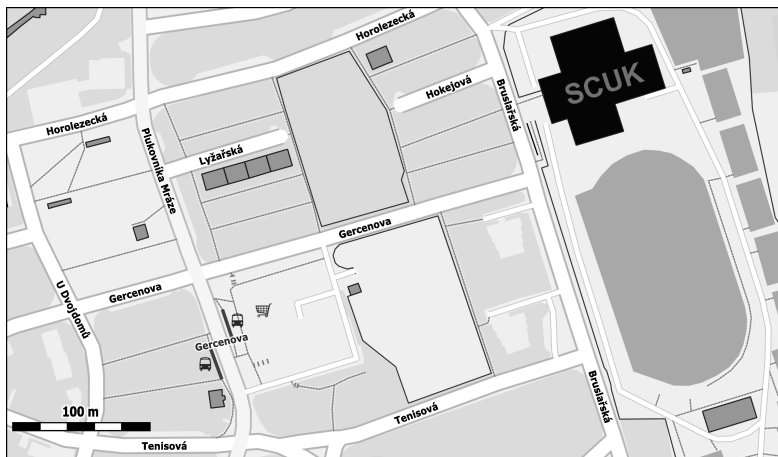 Horolezecká
SCUK
Hokejová
Bruslařská
Horolezecká
Plukovníka Mráze
Lyžařská
Gercenova
U Dvojdomů
Gercenova
Gercenova
Bruslařská
100 m
Tenisová
Tenisová